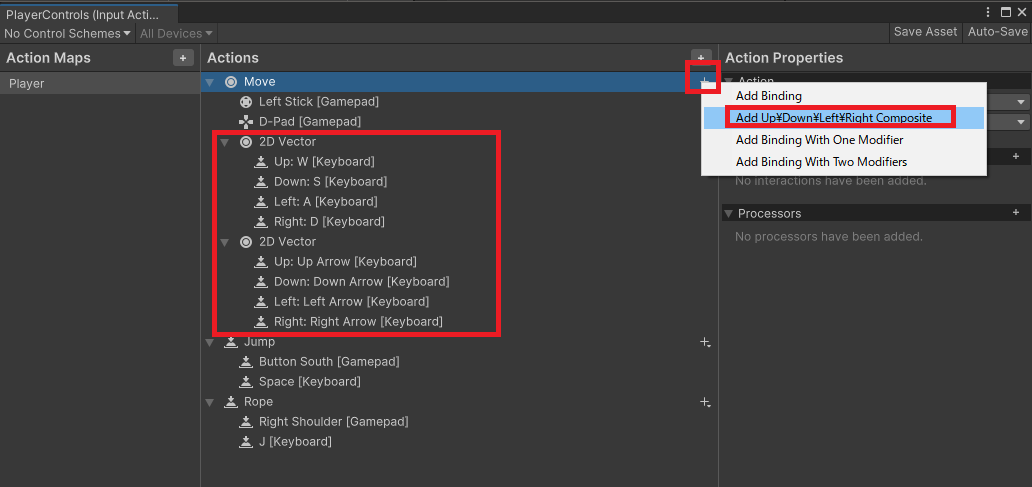 PlayerControls (Input Acti...
No Control Schemes All Devices Save Asset Auto-Save
Action Maps + Actions + Action Properties
Player
Move
Action
Left Stick [Gamepad]
D-Pad [Gamepad]
2D Vector
Up: W [Keyboard]
Down: S [Keyboard]
Left: A [Keyboard]
Right: D [Keyboard]
2D Vector
Up: Up Arrow [Keyboard]
Down: Down Arrow [Keyboard]
Left: Left Arrow [Keyboard]
Right: Right Arrow [Keyboard]
Jump
Button South [Gamepad]
Space [Keyboard]
Rope
Right Shoulder [Gamepad]
J [Keyboard]
Add Binding
Add Up¥Down¥Left¥Right Composite
Add Binding With One Modifier
Add Binding With Two Modifiers
No interactions have been added.
Processors
No processors have been added.